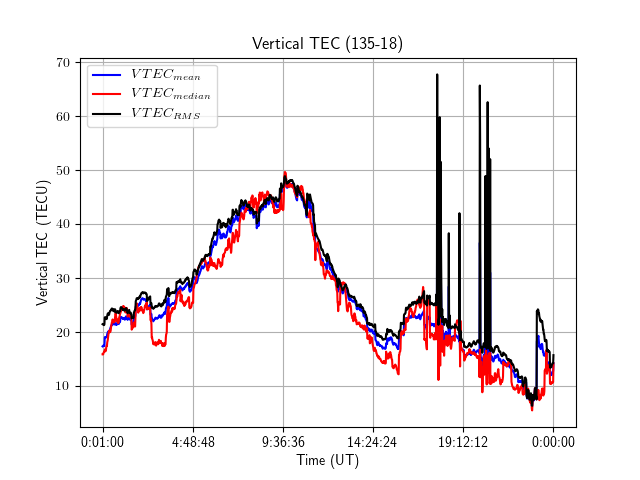 Vertical TEC (135-18)
VTEC_mean
VTEC_median
VTEC_RMS
Vertical TEC (TECU)
70
60
50
40
30
20
10
0:01:00 4:48:48 9:36:36 14:24:24 19:12:12 0:00:00
Time (UT)